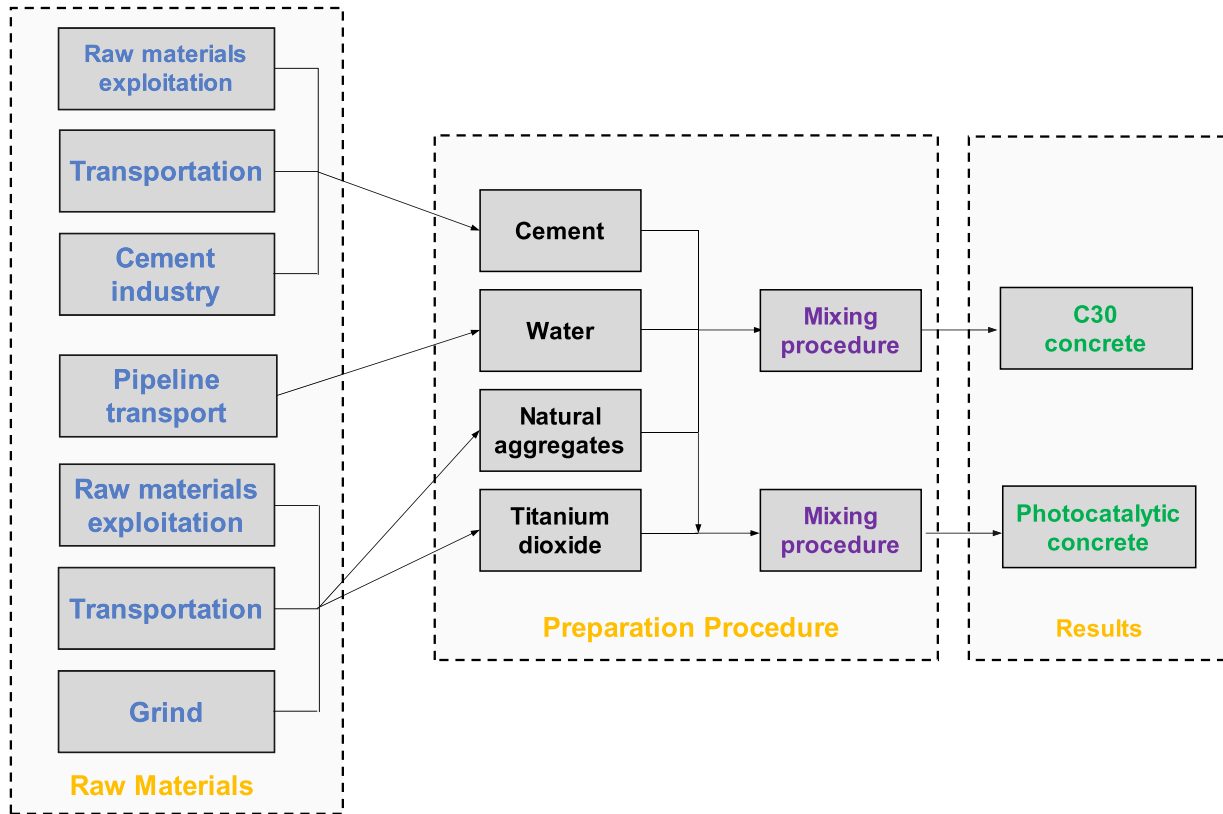 Raw materials
exploitation
Transportation
Cement
industry
Pipeline
transport
Raw materials
exploitation
Transportation
Grind
Raw Materials
Cement
Water
Natural
aggregates
Titanium
dioxide
Mixing
procedure
Mixing
procedure
Preparation Procedure
C30
concrete
Photocatalytic
concrete
Results